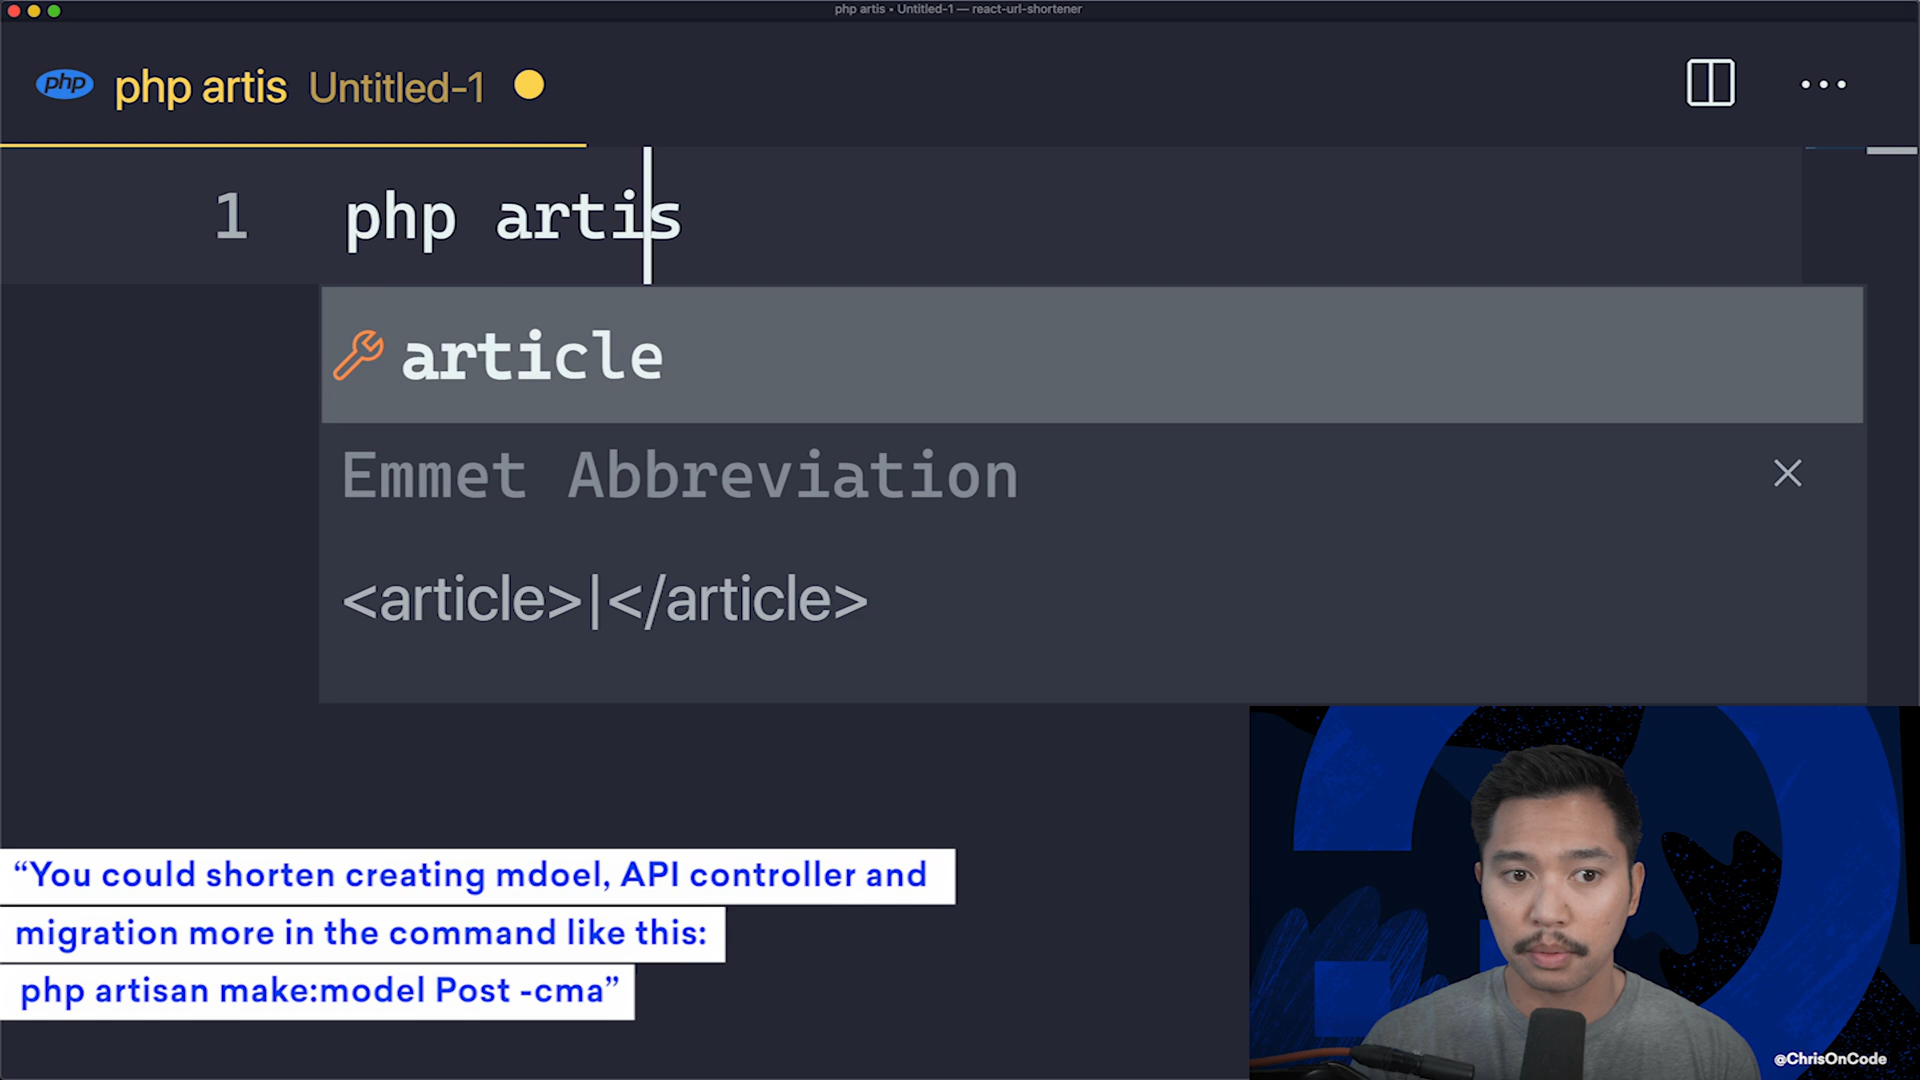 php artis • Untitled-1 — react-url-shortener
php php artis Untitled-1
1 php artis
article
Emmet Abbreviation
<article>|</article>
“You could shorten creating mdoel, API controller and
migration more in the command like this:
php artisan make:model Post -cma”
@ChrisOnCode